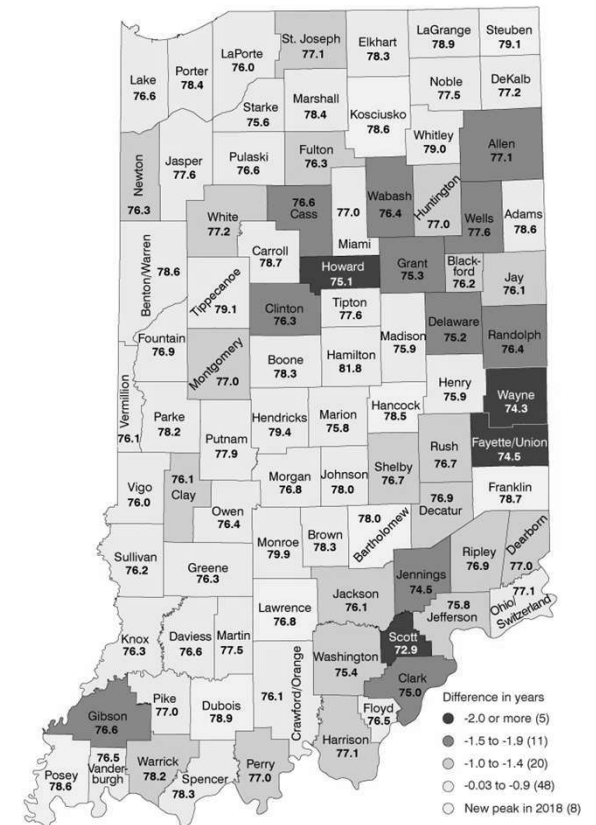 LaGrange
78.9
Steuben
79.1
St. Joseph
77.1
Elkhart
78.3
LaPorte
76.0
Porter
78.4
Lake
76.6
Noble
77.5
DeKalb
77.2
Starke
75.6
Marshall
78.4
Kosciusko
78.6
Whitley
79.0
Allen
77.1
Newton
76.3
Jasper
77.6
Pulaski
76.6
Fulton
76.3
Wabash
76.4
Huntington
77.0
Wells
77.6
Adams
78.6
White
77.2
76.6
Cass
77.0
Miami
Carroll
78.7
Howard
75.1
Grant
75.3
Black-
ford
76.2
Jay
76.1
Benton/Warren
78.6
Tippecanoe
79.1
Clinton
76.3
Tipton
77.6
Madison
75.9
Delaware
75.2
Randolph
76.4
Fountain
76.9
Montgomery
77.0
Boone
78.3
Hamilton
81.8
Henry
75.9
Wayne
74.3
Vermillion
76.1
Parke
78.2
Putnam
77.9
Hendricks
79.4
Marion
75.8
Hancock
78.5
Rush
76.7
Fayette/Union
74.5
Vigo
76.0
76.1
Clay
Owen
76.4
Morgan
76.8
Johnson
78.0
Shelby
76.7
76.9
Decatur
Franklin
78.7
Sullivan
76.2
Greene
76.3
Monroe
79.9
Brown
78.3
78.0
Bartholomew
Jennings
74.5
Ripley
76.9
Dearborn
77.0
77.1
Ohio/
Switzerland
Knox
76.3
Daviess
76.6
Martin
77.5
Lawrence
76.8
Jackson
76.1
75.8
Jefferson
Scott
72.9
Washington
75.4
Clark
75.0
Floyd
76.5
Harrison
77.1
Crawford/Orange
76.1
Gibson
76.6
Pike
77.0
Dubois
78.9
Posey
78.6
76.5
Vander-
burgh
Warrick
78.2
Spencer
78.3
Perry
77.0
Difference in years
-2.0 or more (5)
-1.5 to -1.9 (11)
-1.0 to -1.4 (20)
-0.03 to -0.9 (48)
New peak in 2018 (8)